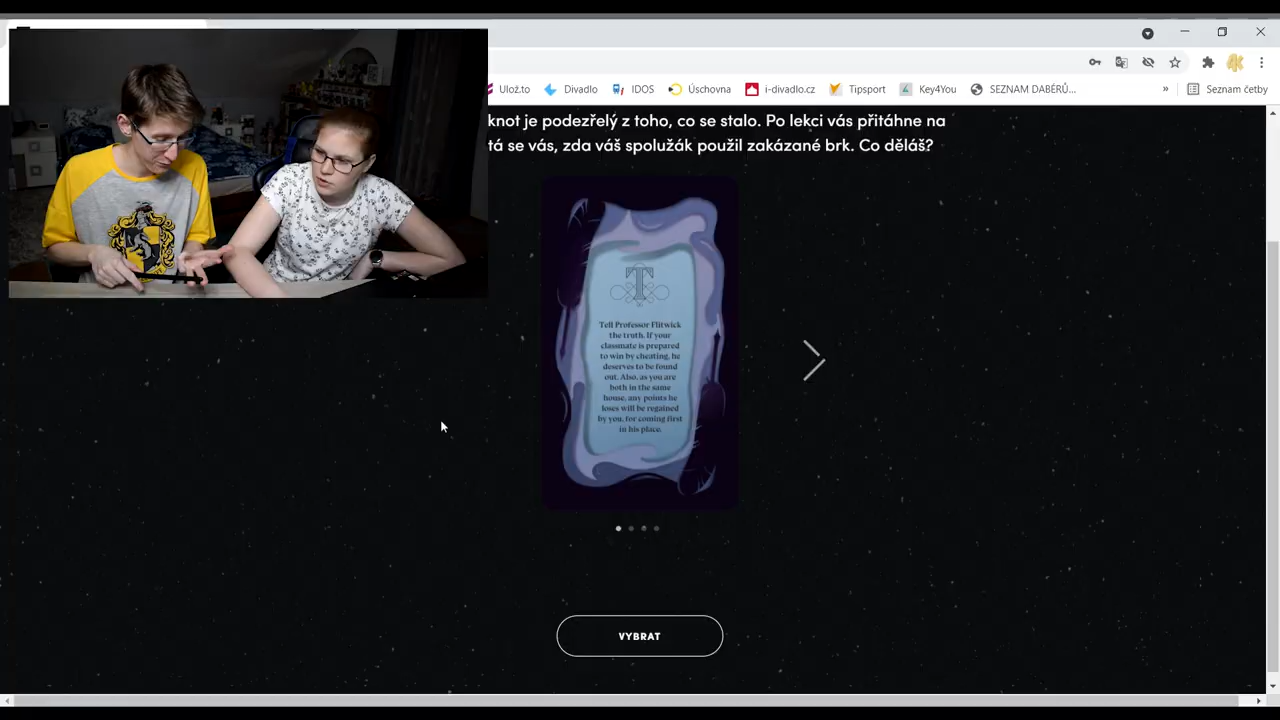 Ulož.to
Divadlo
IDOS
Úschovna
i-divadlo.cz
Tipsport
Key4You
SEZNAM DABÉRŮ...
»
Seznam četby
knot je podezřelý z toho, co se stalo. Po lekci vás přitáhne na
tá se vás, zda váš spolužák použil zakázané brk. Co děláš?
T
Tell Professor Flitwick
the truth. If your
classmate is prepared
to win by cheating, he
deserves to be found
out. Also, as you are
both in the same
house, any points he
loses will be regained
by you, for coming first
in his place.
VYBRAT